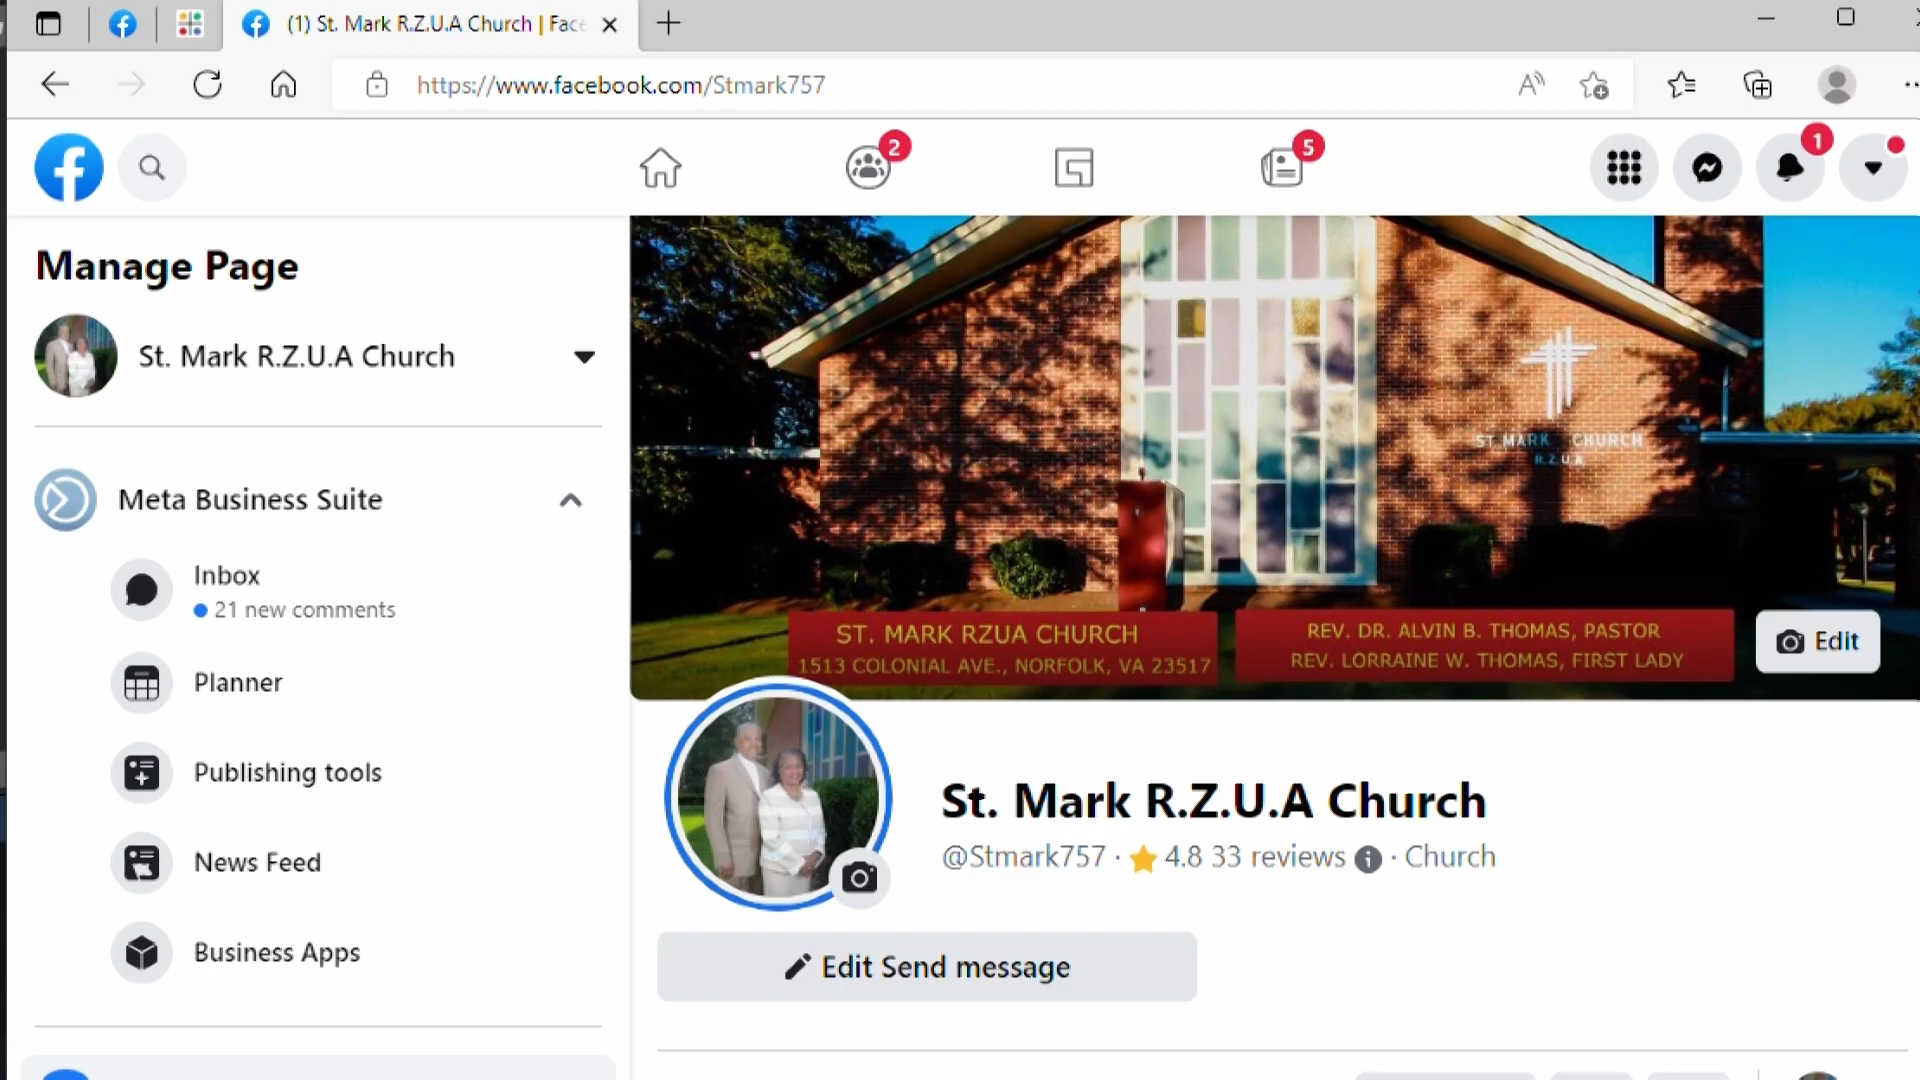 (1) St. Mark R.Z.U.A Church | Face
https://www.facebook.com/Stmark757
2
5
1
Manage Page
St. Mark R.Z.U.A Church
Meta Business Suite
Inbox
21 new comments
Planner
Publishing tools
News Feed
Business Apps
ST MARK CHURCH
R.Z.U.A.
ST. MARK RZUA CHURCH
1513 COLONIAL AVE., NORFOLK, VA 23517
REV. DR. ALVIN B. THOMAS, PASTOR
REV. LORRAINE W. THOMAS, FIRST LADY
Edit
St. Mark R.Z.U.A Church
@Stmark757 · 4.8 33 reviews · Church
Edit Send message